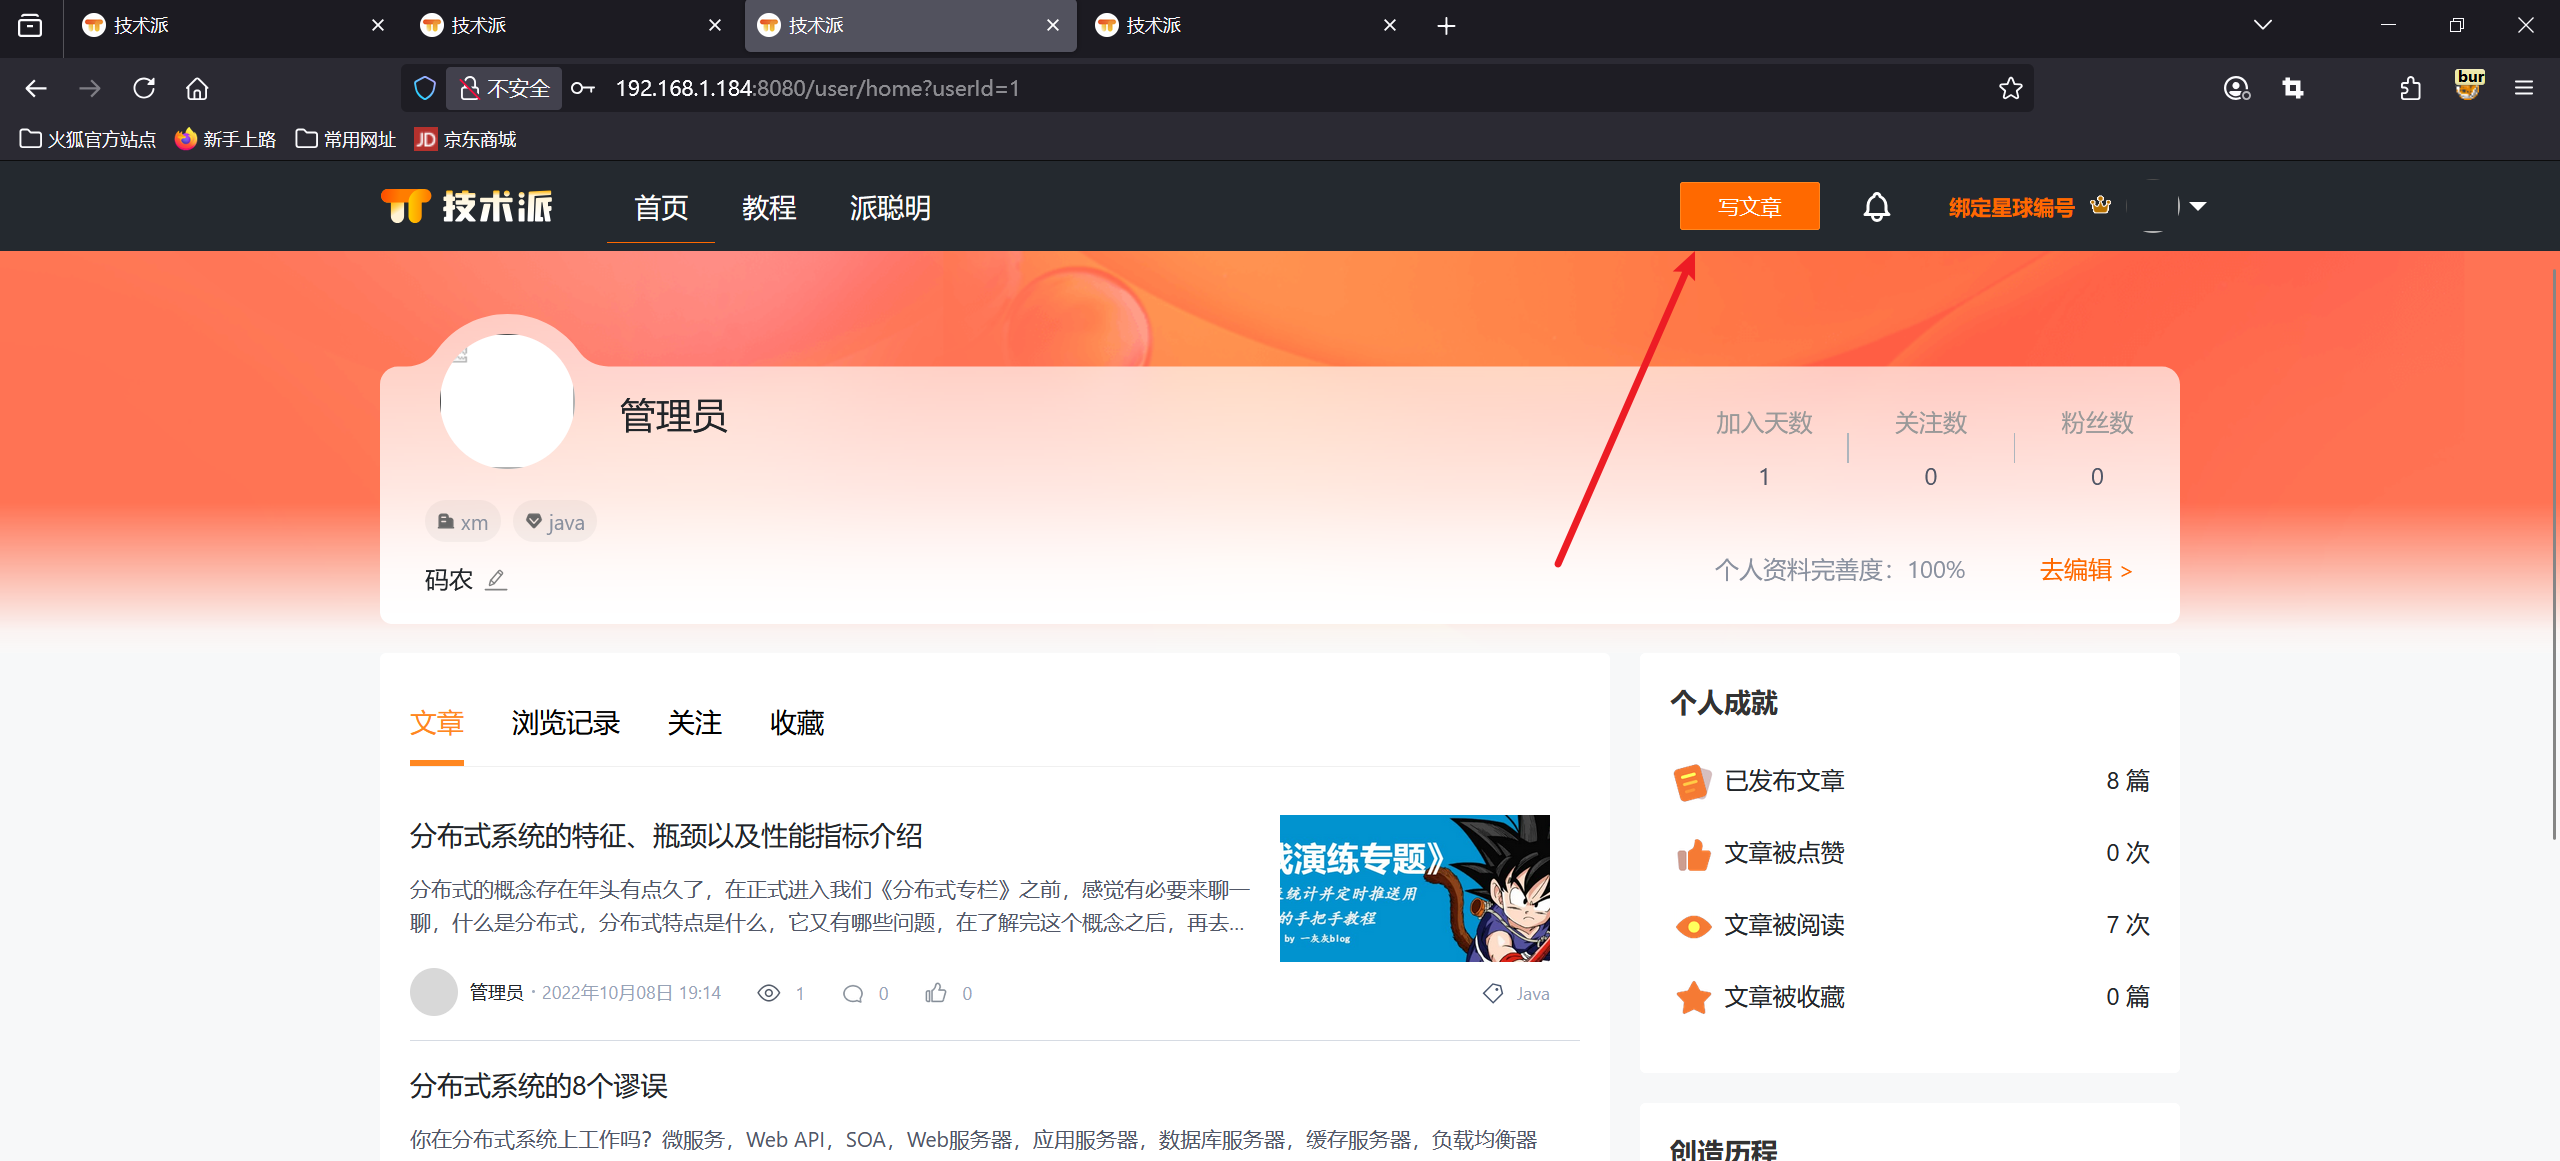 技术派
技术派
技术派
技术派
不安全
192.168.1.184:8080/user/home?userId=1
bur
火狐官方站点
新手上路
常用网址
JD 京东商城
技术派
首页
教程
派聪明
写文章
绑定星球编号
管理员
加入天数
关注数
粉丝数
1
0
0
xm
java
码农
个人资料完善度：100%
去编辑 >
文章
浏览记录
关注
收藏
分布式系统的特征、瓶颈以及性能指标介绍
分布式的概念存在年头有点久了，在正式进入我们《分布式专栏》之前，感觉有必要来聊一
聊，什么是分布式，分布式特点是什么，它又有哪些问题，在了解完这个概念之后，再去...
演练专题》
统计并定时推送用
的手把手教程
by 一灰灰blog
管理员 · 2022年10月08日 19:14
1
0
0
Java
分布式系统的8个谬误
你在分布式系统上工作吗？微服务，Web API，SOA，Web服务器，应用服务器，数据库服务器，缓存服务器，负载均衡器
个人成就
已发布文章
8 篇
文章被点赞
0 次
文章被阅读
7 次
文章被收藏
0 篇
创造历程